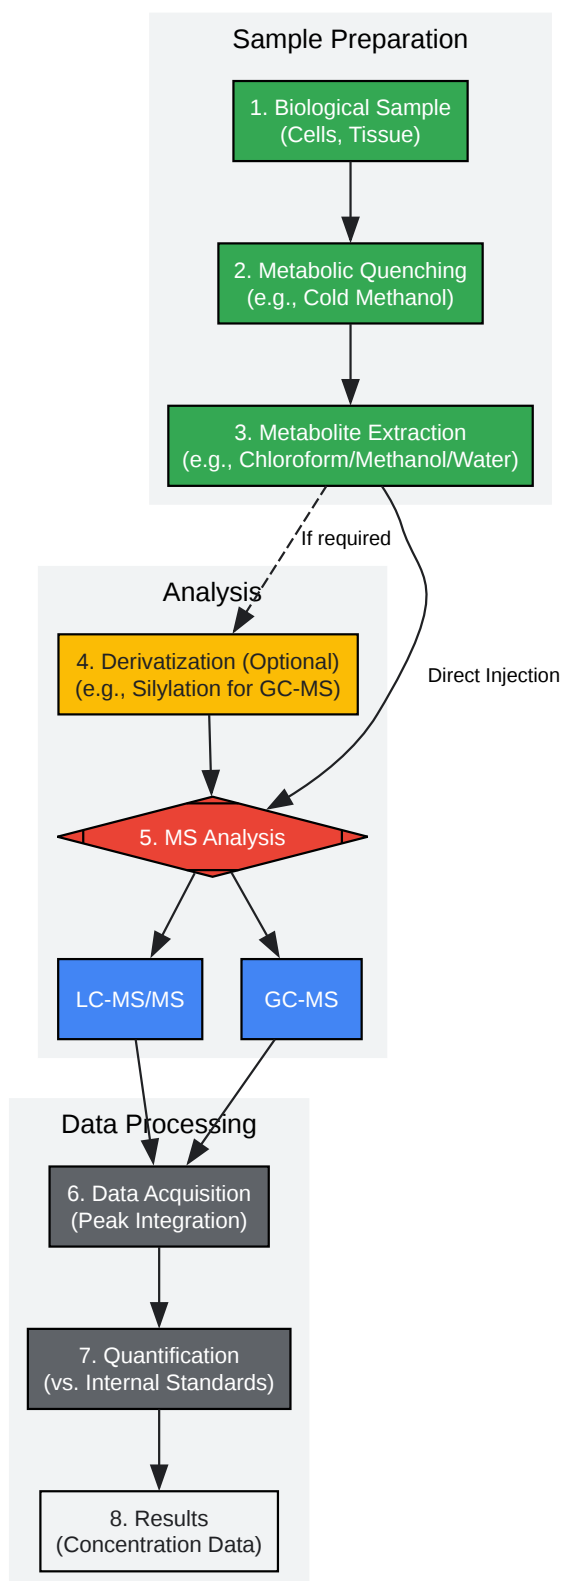 Sample Preparation
1. Biological Sample
(Cells, Tissue)
2. Metabolic Quenching
(e.g., Cold Methanol)
3. Metabolite Extraction
(e.g., Chloroform/Methanol/Water)
If required
Analysis
4. Derivatization (Optional)
(e.g., Silylation for GC-MS)
Direct Injection
5. MS Analysis
LC-MS/MS
GC-MS
Data Processing
6. Data Acquisition
(Peak Integration)
7. Quantification
(vs. Internal Standards)
8. Results
(Concentration Data)